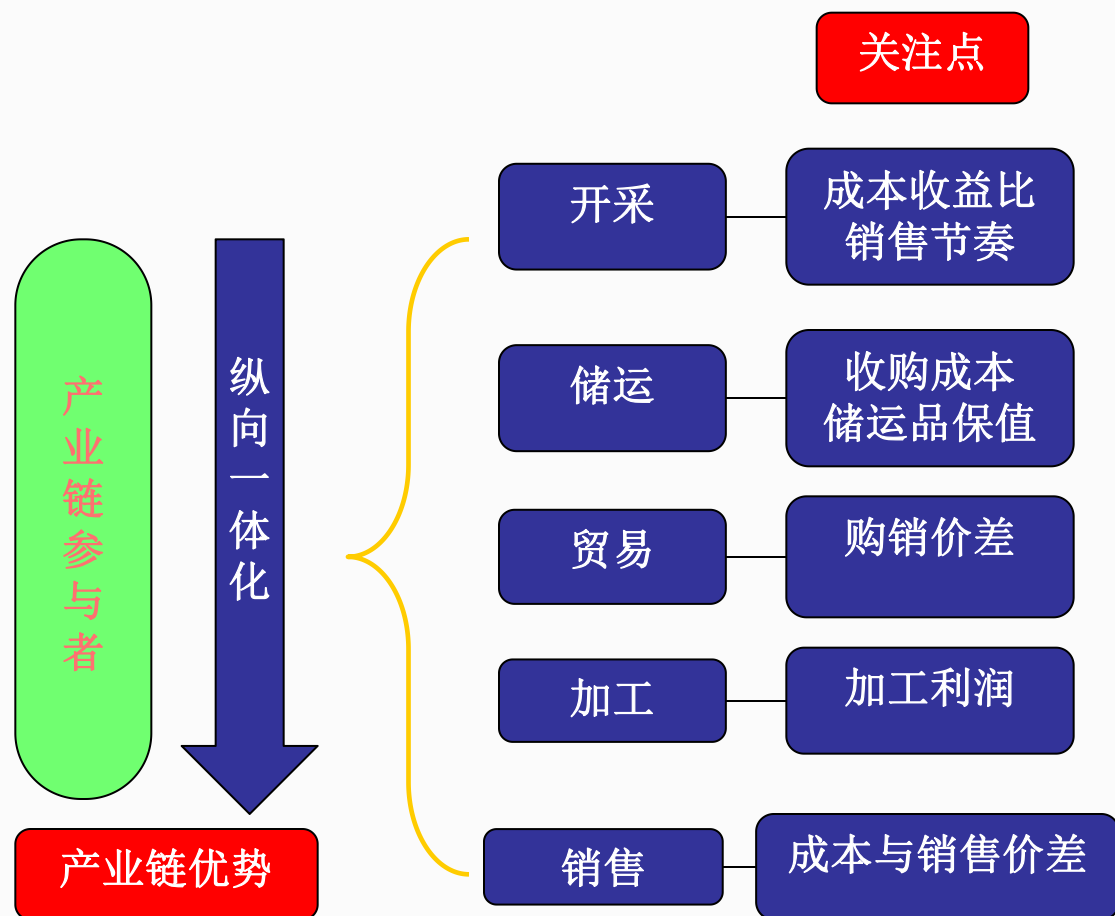 关注点
开采
成本收益比
销售节奏
产业链参与者
纵向一体化
储运
收购成本
储运品保值
贸易
购销价差
加工
加工利润
产业链优势
销售
成本与销售价差